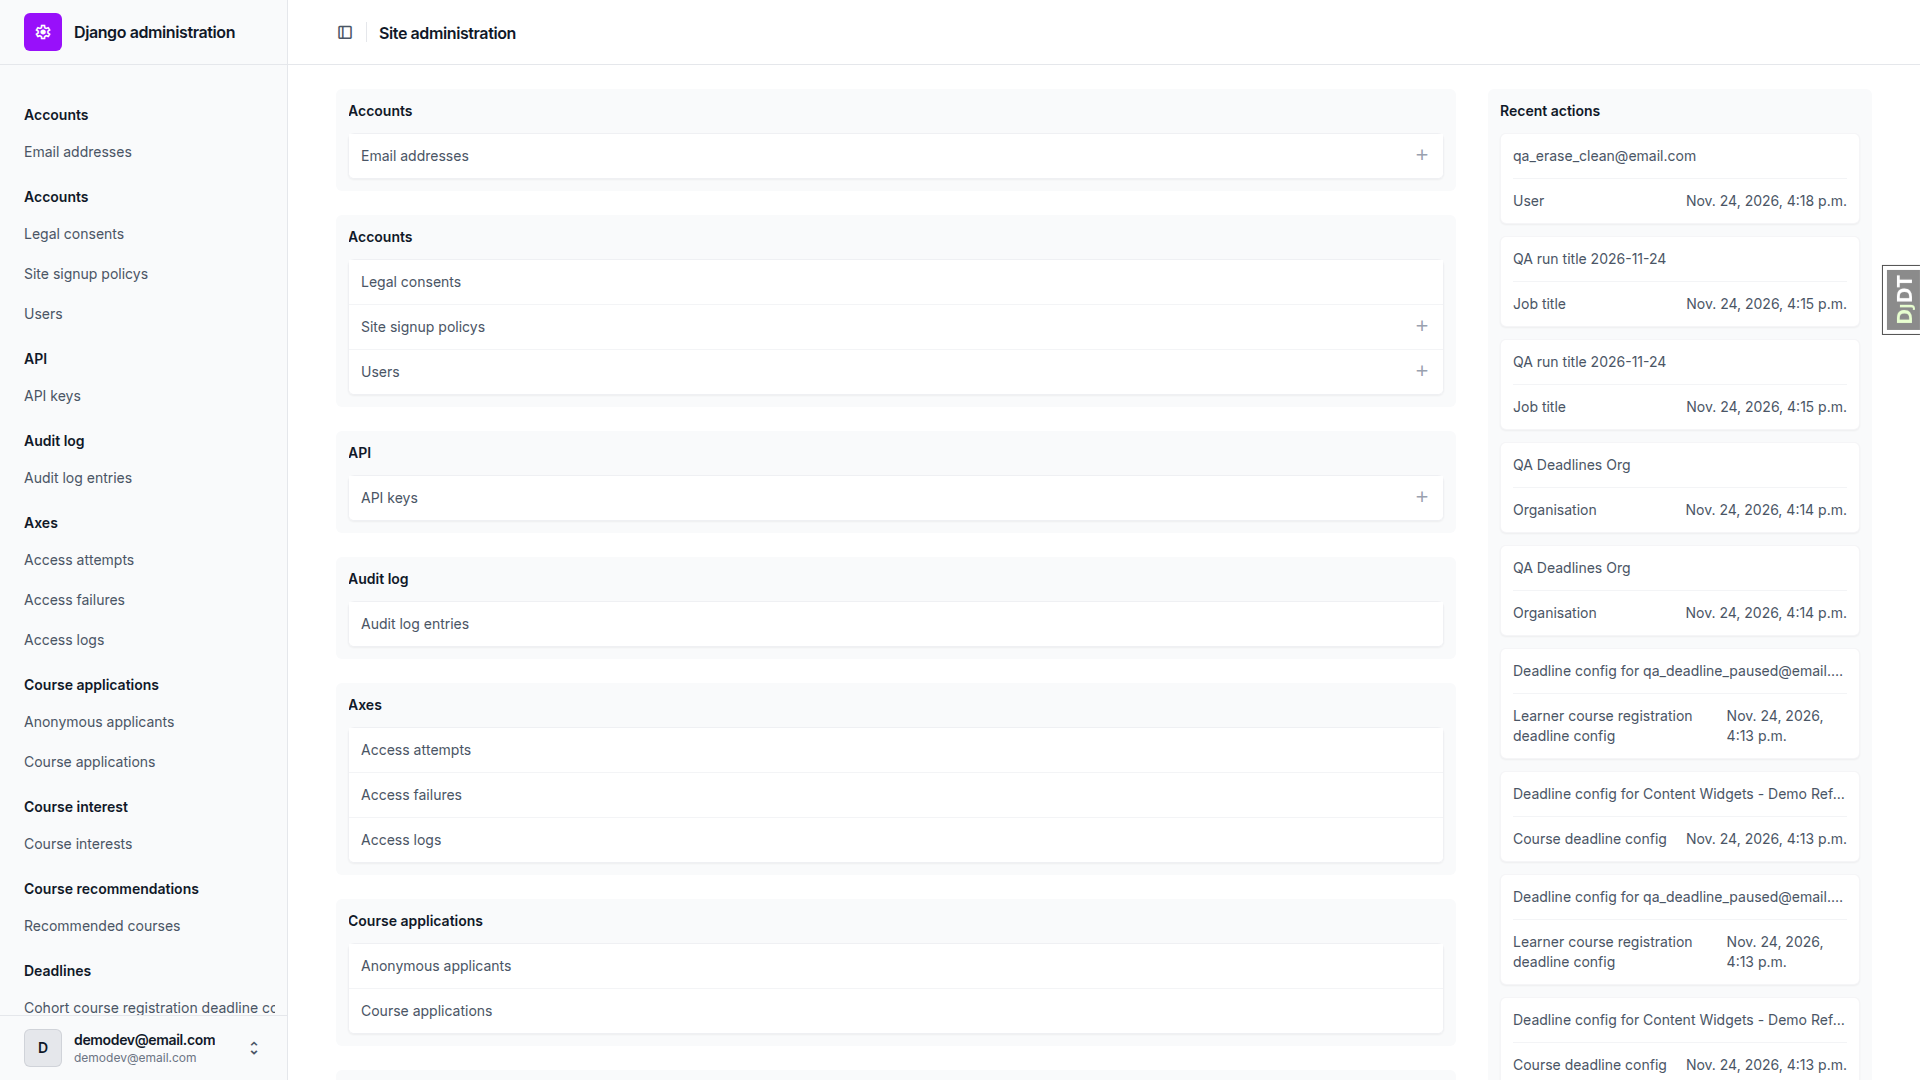 Django administration
Accounts
Email addresses
Accounts
Legal consents
Site signup policys
Users
API
API keys
Audit log
Audit log entries
Axes
Access attempts
Access failures
Access logs
Course applications
Anonymous applicants
Course applications
Course interest
Course interests
Course recommendations
Recommended courses
Deadlines
Cohort course registration deadline cc
D
demodev@email.com
demodev@email.com
Site administration
Accounts
Email addresses
Accounts
Legal consents
Site signup policys
Users
API
API keys
Audit log
Audit log entries
Axes
Access attempts
Access failures
Access logs
Course applications
Anonymous applicants
Course applications
Recent actions
qa_erase_clean@email.com
User Nov. 24, 2026, 4:18 p.m.
QA run title 2026-11-24
Job title Nov. 24, 2026, 4:15 p.m.
QA run title 2026-11-24
Job title Nov. 24, 2026, 4:15 p.m.
QA Deadlines Org
Organisation Nov. 24, 2026, 4:14 p.m.
QA Deadlines Org
Organisation Nov. 24, 2026, 4:14 p.m.
Deadline config for qa_deadline_paused@email....
Learner course registration Nov. 24, 2026,
deadline config 4:13 p.m.
Deadline config for Content Widgets - Demo Ref...
Course deadline config Nov. 24, 2026, 4:13 p.m.
Deadline config for qa_deadline_paused@email....
Learner course registration Nov. 24, 2026,
deadline config 4:13 p.m.
Deadline config for Content Widgets - Demo Ref...
Course deadline config Nov. 24, 2026, 4:13 p.m.
DjDT